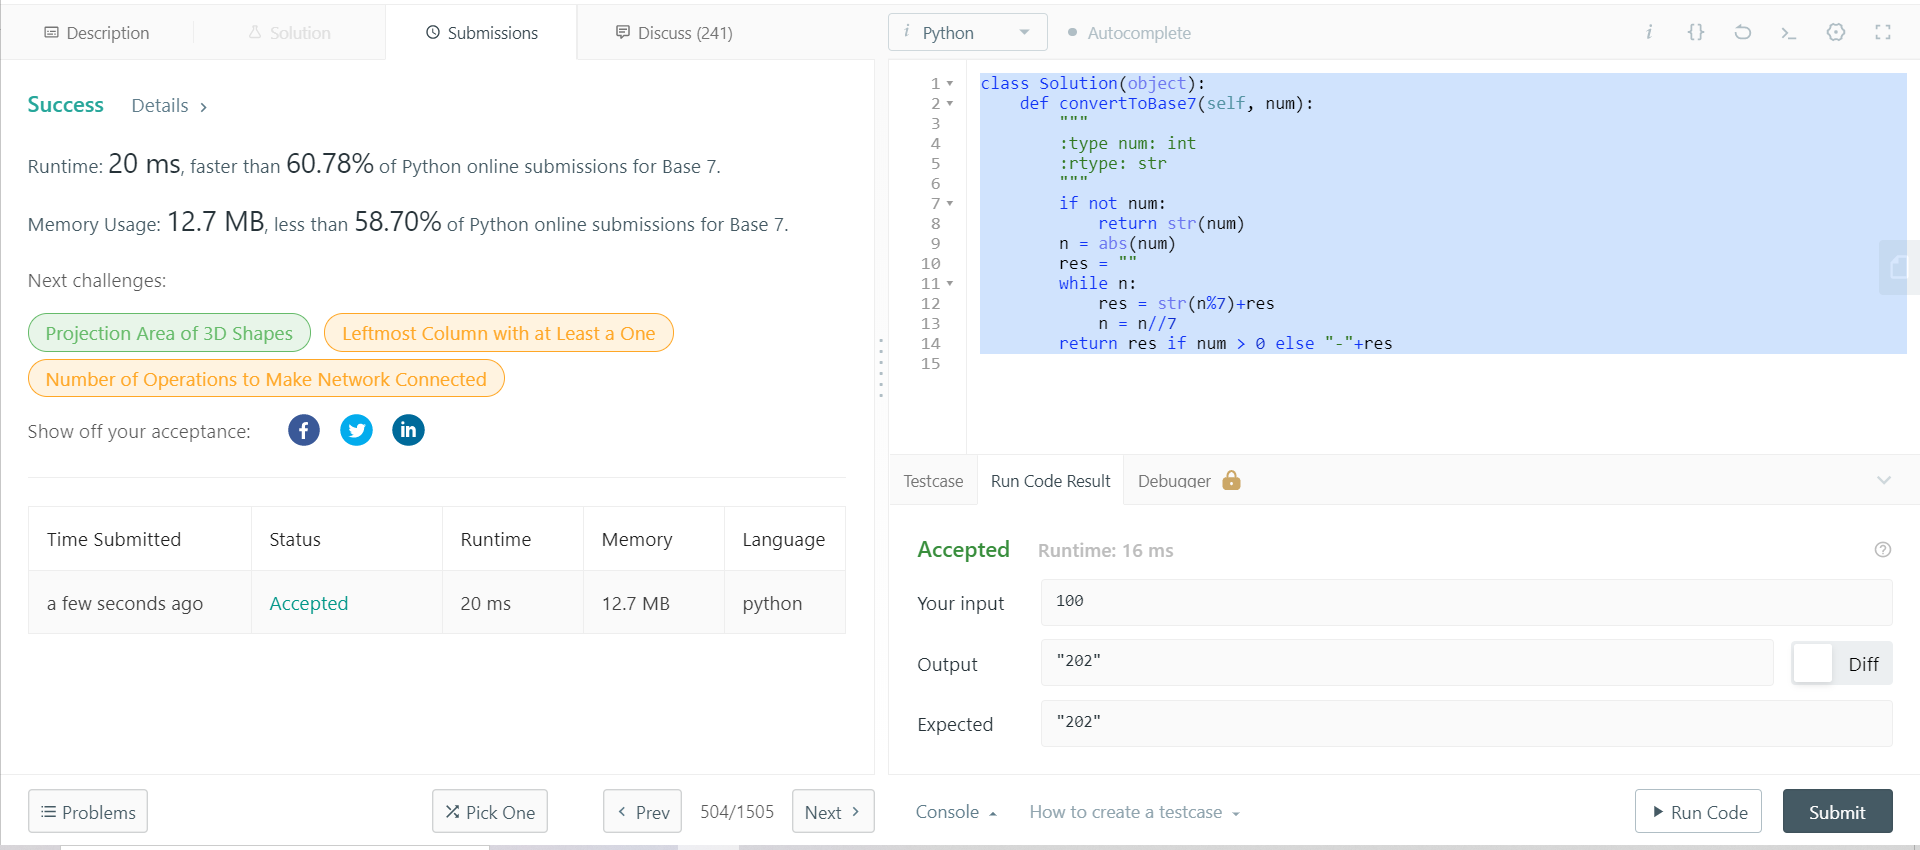 Description
Solution
Submissions
Discuss (241)
i Python
Autocomplete
i {} >_
Success Details >
Runtime: 20 ms, faster than 60.78% of Python online submissions for Base 7.
Memory Usage: 12.7 MB, less than 58.70% of Python online submissions for Base 7.
Next challenges:
Projection Area of 3D Shapes
Leftmost Column with at Least a One
Number of Operations to Make Network Connected
Show off your acceptance: f in
Time Submitted Status Runtime Memory Language
a few seconds ago Accepted 20 ms 12.7 MB python
Problems
Pick One
< Prev 504/1505 Next >
1 class Solution(object):
2 def convertToBase7(self, num):
3 """
4 :type num: int
5 :rtype: str
6 """
7 if not num:
8 return str(num)
9 n = abs(num)
10 res = ""
11 while n:
12 res = str(n%7)+res
13 n = n//7
14 return res if num > 0 else "-"+res
15
Testcase Run Code Result Debugger
Accepted Runtime: 16 ms ?
Your input 100
Output "202" Diff
Expected "202"
Console How to create a testcase
Run Code
Submit